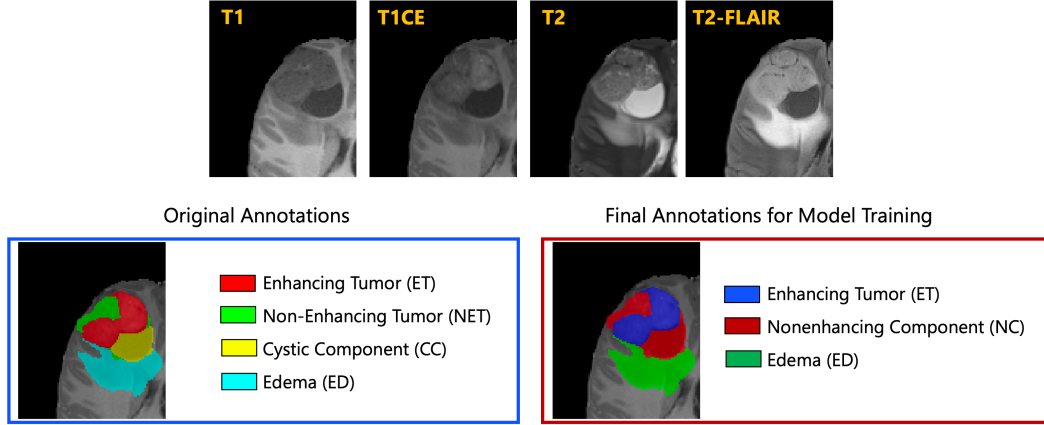 T1
T1CE
T2
T2-FLAIR
Original Annotations
Enhancing Tumor (ET)
Non-Enhancing Tumor (NET)
Cystic Component (CC)
Edema (ED)
Final Annotations for Model Training
Enhancing Tumor (ET)
Nonenhancing Component (NC)
Edema (ED)